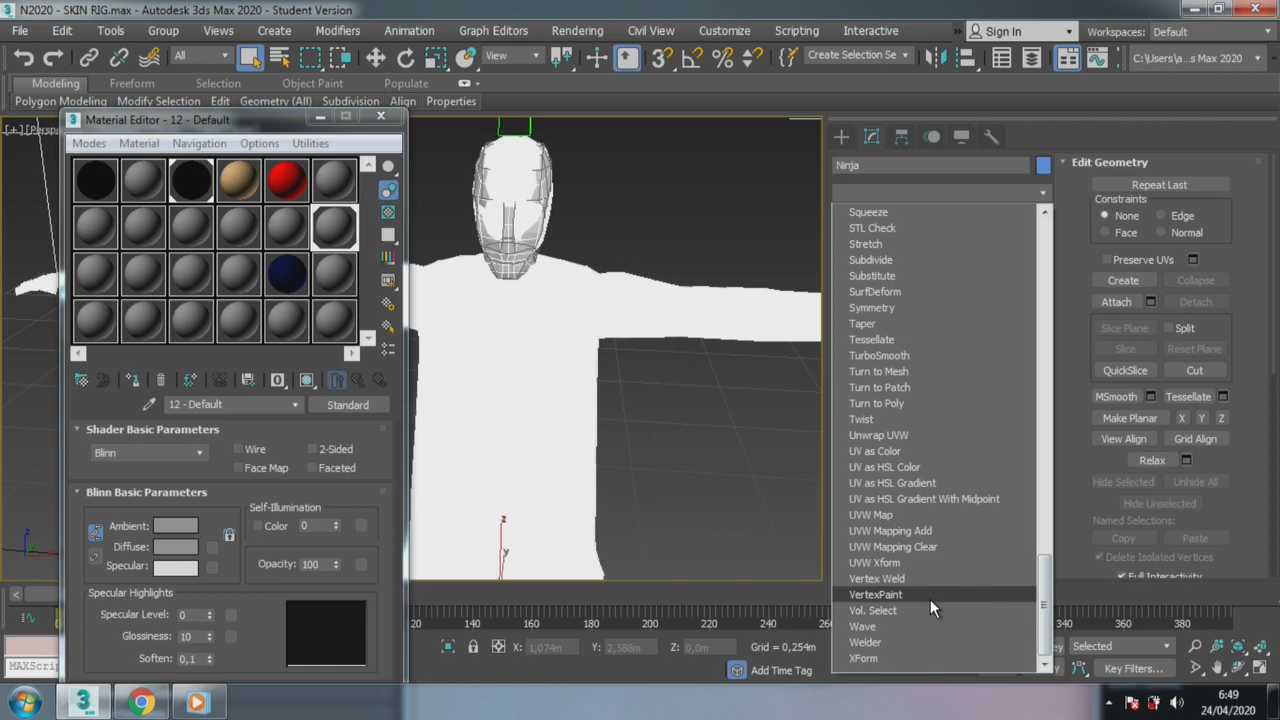 N2020 - SKIN RIG.max - Autodesk 3ds Max 2020 - Student Version
File Edit Tools Group Views Create Modifiers Animation Graph Editors Rendering Civil View Customize Scripting Interactive Sign In Workspaces: Default
All View Create Selection Se C:\Users\a...s Max 2020
Modeling Freeform Selection Object Paint Populate
Polygon Modeling Modify Selection Edit Geometry (All) Subdivision Align Properties
Material Editor - 12 - Default
Modes Material Navigation Options Utilities
12 - Default Standard
Shader Basic Parameters
Blinn Wire 2-Sided
Face Map Faceted
Blinn Basic Parameters
Self-Illumination
Ambient: Color 0
Diffuse:
Specular: Opacity: 100
Specular Highlights
Specular Level: 0
Glossiness: 10
Soften: 0,1
z
y
Ninja
Squeeze
STL Check
Stretch
Subdivide
Substitute
SurfDeform
Symmetry
Taper
Tessellate
TurboSmooth
Turn to Mesh
Turn to Patch
Turn to Poly
Twist
Unwrap UVW
UV as Color
UV as HSL Color
UV as HSL Gradient
UV as HSL Gradient With Midpoint
UVW Map
UVW Mapping Add
UVW Mapping Clear
UVW Xform
Vertex Weld
VertexPaint
Vol. Select
Wave
Welder
XForm
Edit Geometry
Repeat Last
Constraints
None Edge
Face Normal
Preserve UVs
Create Collapse
Attach Detach
Slice Plane Split
Slice Reset Plane
QuickSlice Cut
MSmooth Tessellate
Make Planar X Y Z
View Align Grid Align
Relax
Hide Selected Unhide All
Hide Unselected
Named Selections:
Copy Paste
Delete Isolated Vertices
Full Interactivity
120 140 160 180 200 220 240 260 340 360 380
X: 1,074m Y: 2,588m Z: 0,0m Grid = 0,254m
Selected
MAXScrip Add Time Tag Key Filters...
6:49
24/04/2020